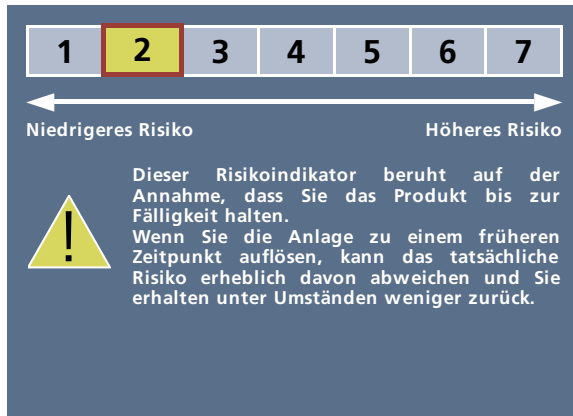 1 2 3 4 5 6 7
Niedrigeres Risiko Höheres Risiko
Dieser Risikoindikator beruht auf der
Annahme, dass Sie das Produkt bis zur
Fälligkeit halten.
Wenn Sie die Anlage zu einem früheren
Zeitpunkt auflösen, kann das tatsächliche
Risiko erheblich davon abweichen und Sie
erhalten unter Umständen weniger zurück.
!